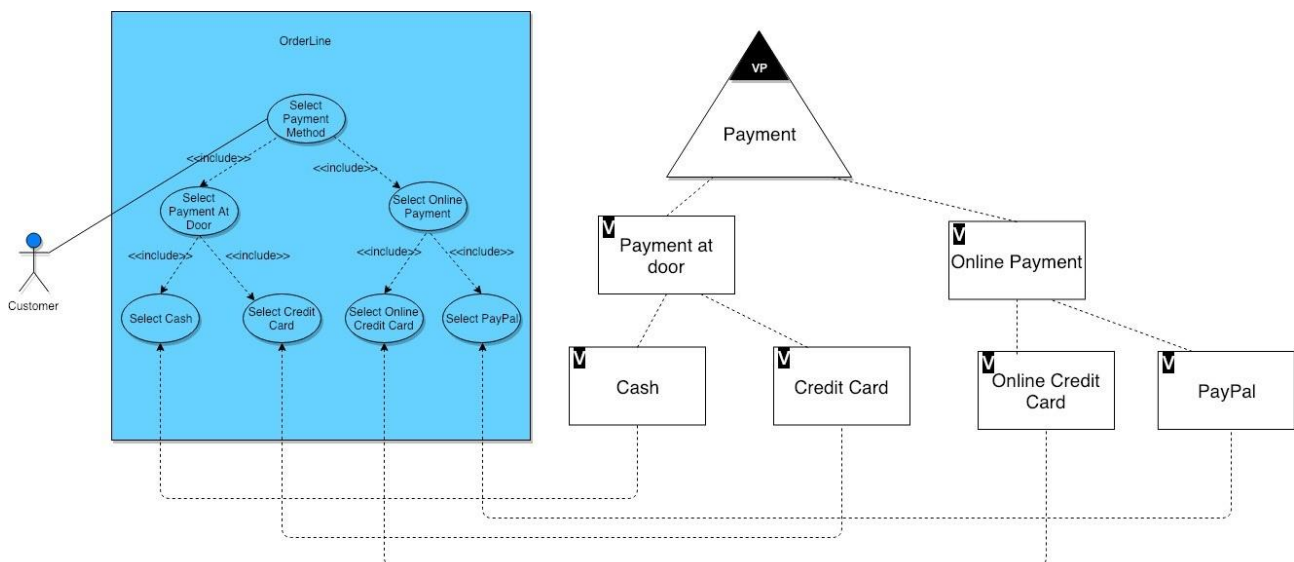 OrderLine
Select
Payment
Method
<<include>>
<<include>>
Select
Payment At
Door
Select Online
Payment
<<include>>
<<include>>
<<include>>
<<include>>
Select Cash
Select Credit
Card
Select Online
Credit Card
Select PayPal
Customer
VP
Payment
V
Payment at
door
V
Online Payment
V
Cash
V
Credit Card
V
Online Credit
Card
V
PayPal